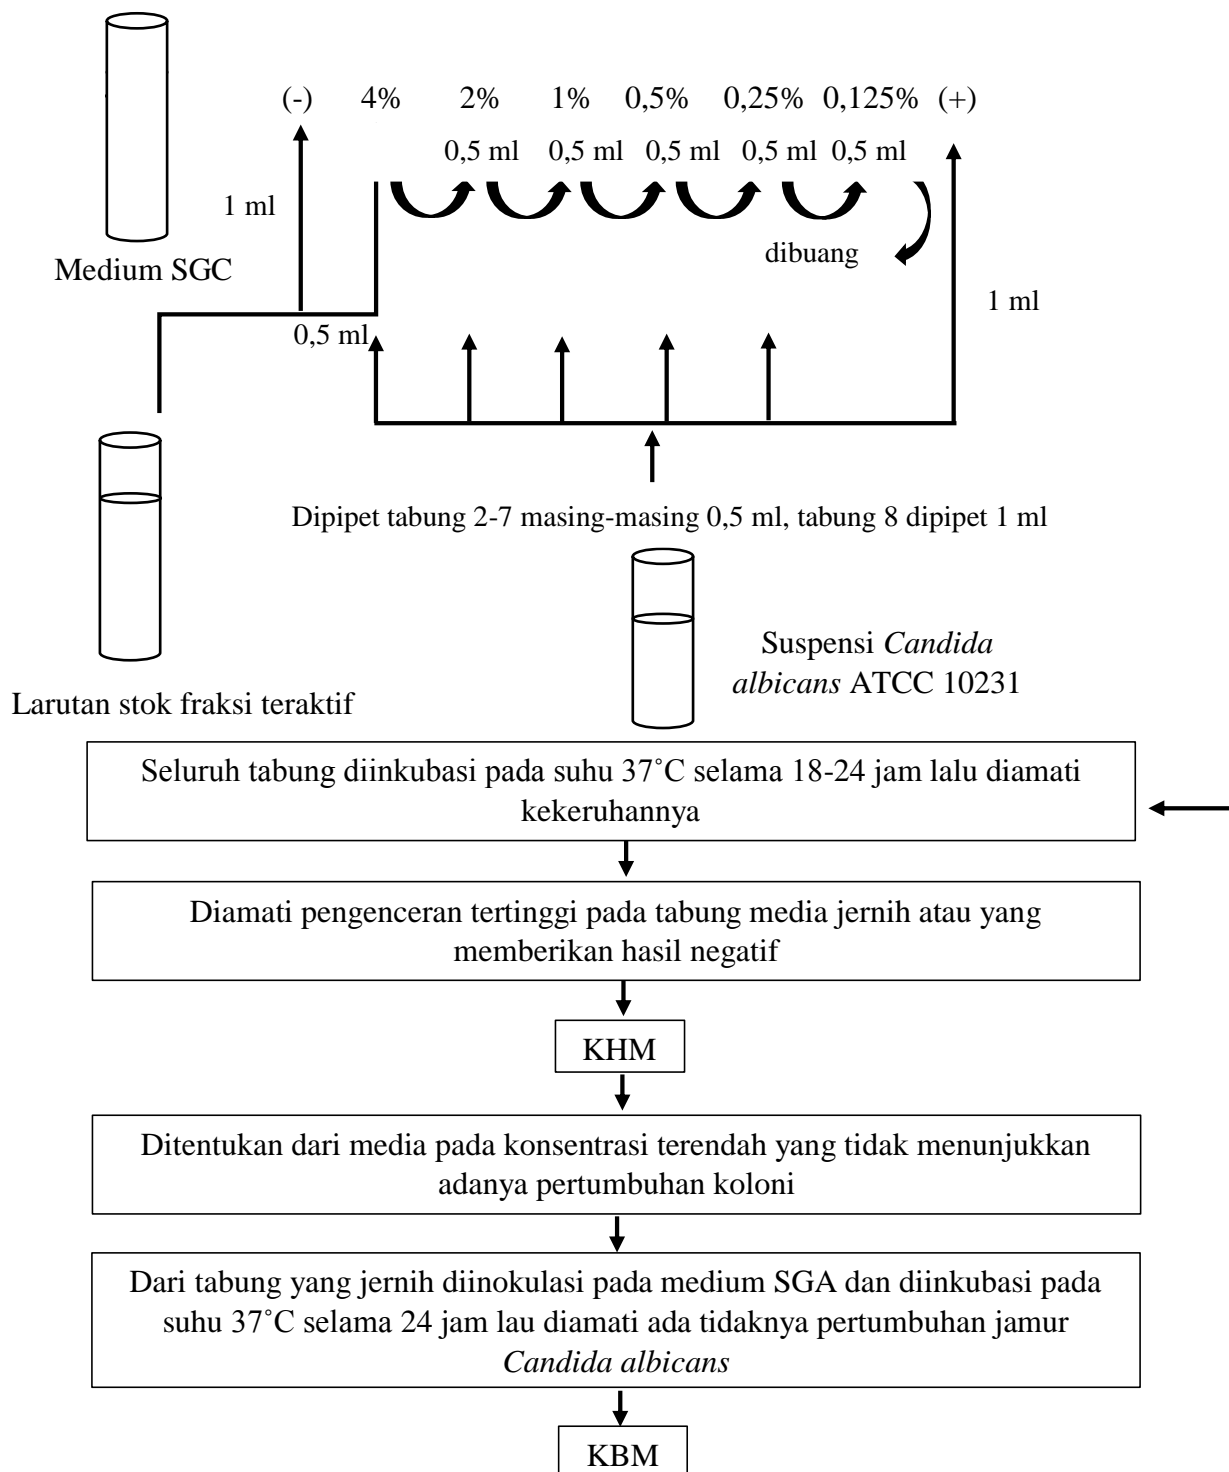 (-) 4% 2% 1% 0,5% 0,25% 0,125% (+)
0,5 ml 0,5 ml 0,5 ml 0,5 ml 0,5 ml
1 ml
dibuang
Medium SGC
1 ml
0,5 ml
Dipipet tabung 2-7 masing-masing 0,5 ml, tabung 8 dipipet 1 ml
Suspensi Candida
albicans ATCC 10231
Larutan stok fraksi teraktif
Seluruh tabung diinkubasi pada suhu 37˚C selama 18-24 jam lalu diamati
kekeruhannya
Diamati pengenceran tertinggi pada tabung media jernih atau yang
memberikan hasil negatif
KHM
Ditentukan dari media pada konsentrasi terendah yang tidak menunjukkan
adanya pertumbuhan koloni
Dari tabung yang jernih diinokulasi pada medium SGA dan diinkubasi pada
suhu 37˚C selama 24 jam lau diamati ada tidaknya pertumbuhan jamur
Candida albicans
KBM